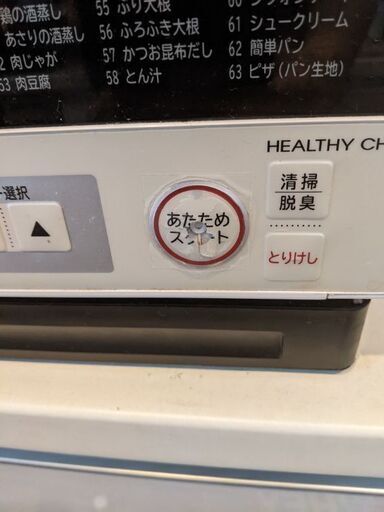 鶏の酒蒸し
あさりの酒蒸し
2 肉じゃが
53 肉豆腐
55 ぶり大根
56 ふろふき大根
57 かつお昆布だし
58 とん汁
61 シュークリーム
62 簡単パン
63 ピザ(パン生地)
HEALTHY CH
選択
▲
あたため
スタート
清掃
脱臭
とりけし